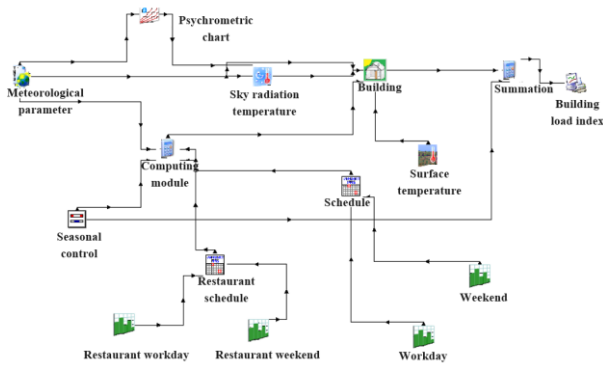 Psychrometric
chart
Meteorological
parameter
Sky radiation
temperature
Building
Summation
Building
load index
Computing
module
Surface
temperature
Schedule
Seasonal
control
Restaurant
schedule
Weekend
Restaurant workday
Restaurant weekend
Workday